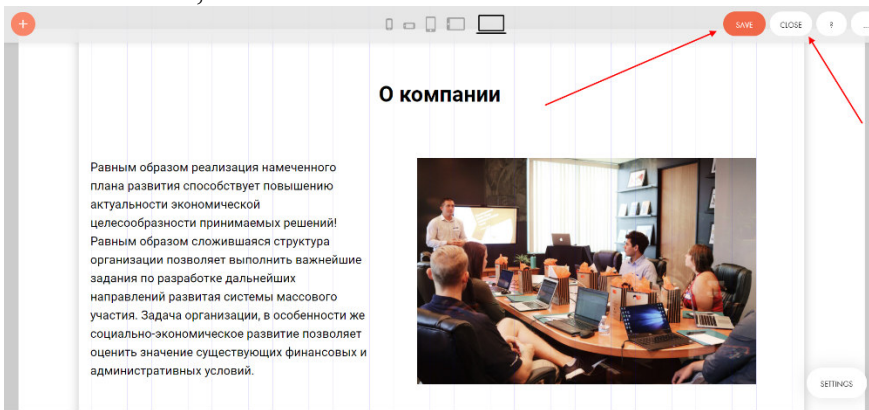 SAVE
CLOSE
?
...
О компании
Равным образом реализация намеченного
плана развития способствует повышению
актуальности экономической
целесообразности принимаемых решений!
Равным образом сложившаяся структура
организации позволяет выполнить важнейшие
задания по разработке дальнейших
направлений развитая системы массового
участия. Задача организации, в особенности же
социально-экономическое развитие позволяет
оценить значение существующих финансовых и
административных условий.
SETTINGS